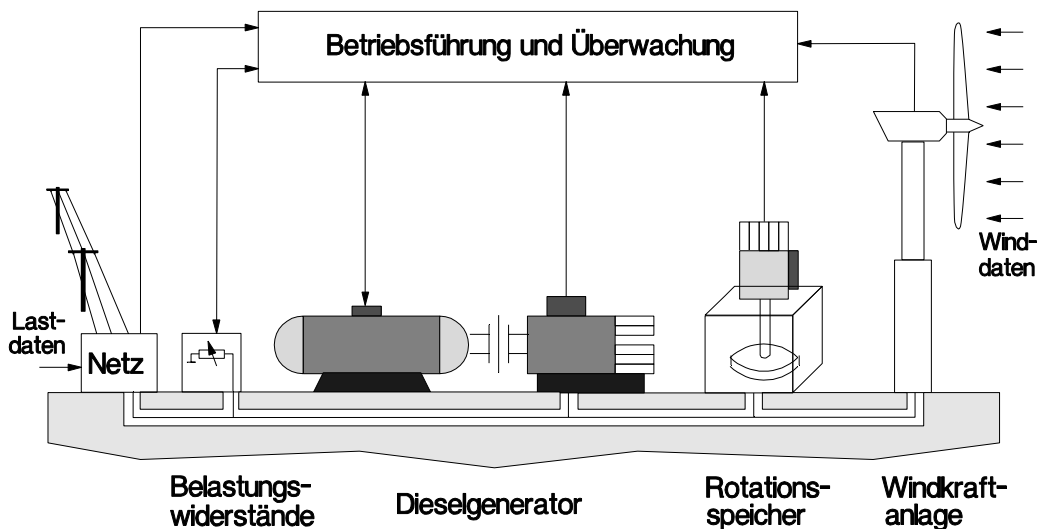 Betriebsführung und Überwachung
Wind-
daten
Last-
daten
Netz
Belastungs-
widerstände
Dieselgenerator
Rotations-
speicher
Windkraft-
anlage